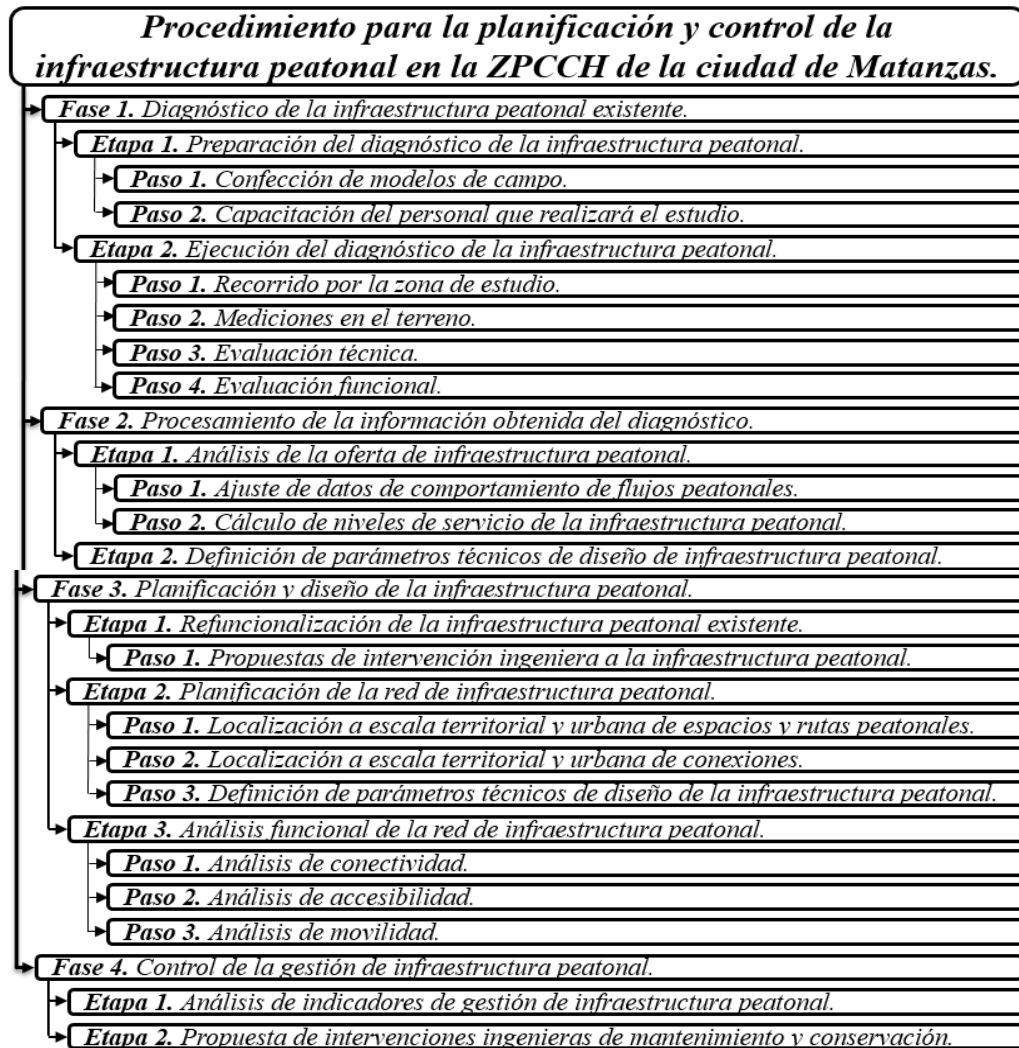 Procedimiento para la planificación y control de la
infraestructura peatonal en la ZPCCH de la ciudad de Matanzas.
Fase 1. Diagnóstico de la infraestructura peatonal existente.
Etapa 1. Preparación del diagnóstico de la infraestructura peatonal.
Paso 1. Confección de modelos de campo.
Paso 2. Capacitación del personal que realizará el estudio.
Etapa 2. Ejecución del diagnóstico de la infraestructura peatonal.
Paso 1. Recorrido por la zona de estudio.
Paso 2. Mediciones en el terreno.
Paso 3. Evaluación técnica.
Paso 4. Evaluación funcional.
Fase 2. Procesamiento de la información obtenida del diagnóstico.
Etapa 1. Análisis de la oferta de infraestructura peatonal.
Paso 1. Ajuste de datos de comportamiento de flujos peatonales.
Paso 2. Cálculo de niveles de servicio de la infraestructura peatonal.
Etapa 2. Definición de parámetros técnicos de diseño de infraestructura peatonal.
Fase 3. Planificación y diseño de la infraestructura peatonal.
Etapa 1. Refuncionalización de la infraestructura peatonal existente.
Paso 1. Propuestas de intervención ingeniera a la infraestructura peatonal.
Etapa 2. Planificación de la red de infraestructura peatonal.
Paso 1. Localización a escala territorial y urbana de espacios y rutas peatonales.
Paso 2. Localización a escala territorial y urbana de conexiones.
Paso 3. Definición de parámetros técnicos de diseño de la infraestructura peatonal.
Etapa 3. Análisis funcional de la red de infraestructura peatonal.
Paso 1. Análisis de conectividad.
Paso 2. Análisis de accesibilidad.
Paso 3. Análisis de movilidad.
Fase 4. Control de la gestión de infraestructura peatonal.
Etapa 1. Análisis de indicadores de gestión de infraestructura peatonal.
Etapa 2. Propuesta de intervenciones ingenieras de mantenimiento y conservación.